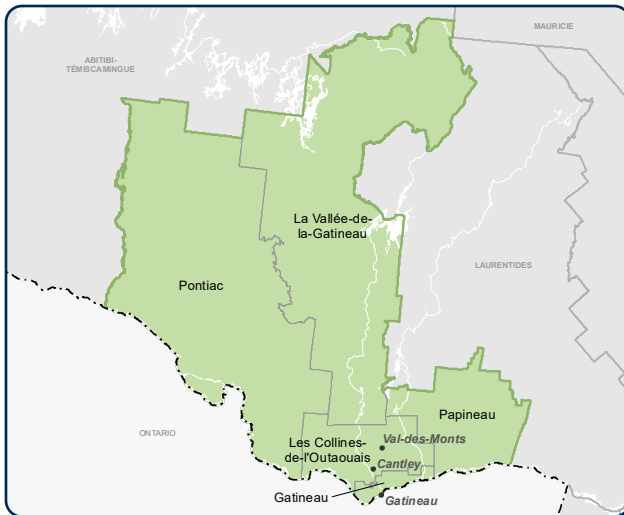 MAURICIE
ABITIBI-
TÉMISCAMINGUE
La Vallée-de-
la-Gatineau
LAURENTIDES
Pontiac
Papineau
ONTARIO
Les Collines-
de-l'Outaouais
Val-des-Monts
Cantley
Gatineau
Gatineau